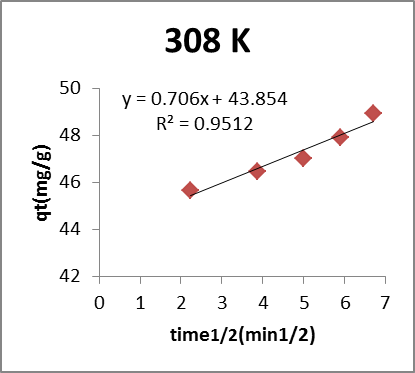 308 K
y = 0.706x + 43.854
R² = 0.9512
50
48
46
44
42
qt(mg/g)
0 1 2 3 4 5 6 7
time1/2(min1/2)